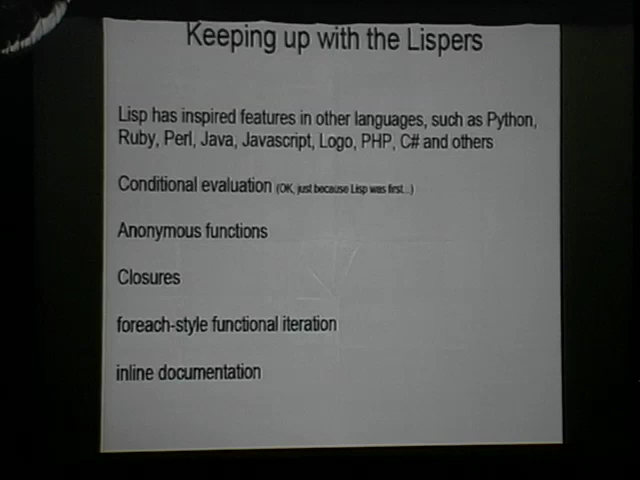 Keeping up with the Lispers
Lisp has inspired features in other languages, such as Python,
Ruby, Perl, Java, Javascript, Logo, PHP, C# and others
Conditional evaluation (OK, just because Lisp was first...)
Anonymous functions
Closures
foreach-style functional iteration
inline documentation